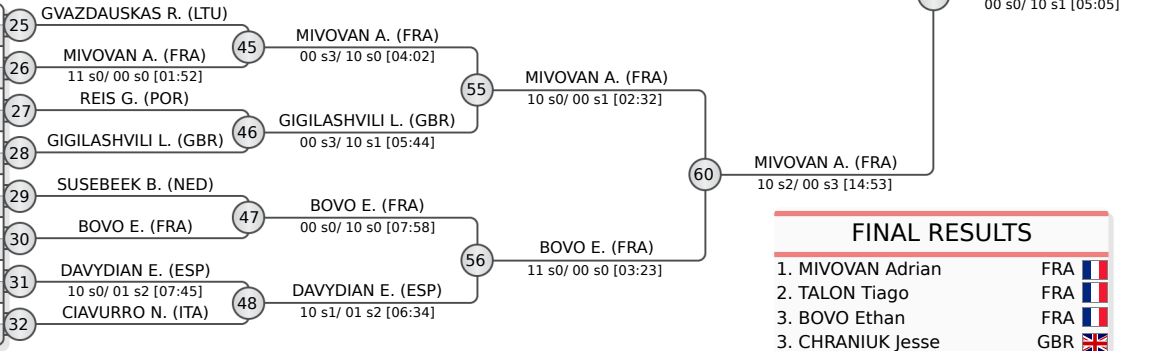 00 s0/ 10 s1 [05:05]
25
GVAZDAUSKAS R. (LTU)
45
MIVOVAN A. (FRA)
00 s3/ 10 s0 [04:02]
26
MIVOVAN A. (FRA)
11 s0/ 00 s0 [01:52]
55
MIVOVAN A. (FRA)
10 s0/ 00 s1 [02:32]
27
REIS G. (POR)
46
GIGILASHVILI L. (GBR)
00 s3/ 10 s1 [05:44]
28
GIGILASHVILI L. (GBR)
60
MIVOVAN A. (FRA)
10 s2/ 00 s3 [14:53]
29
SUSEBEEK B. (NED)
47
BOVO E. (FRA)
00 s0/ 10 s0 [07:58]
30
BOVO E. (FRA)
56
BOVO E. (FRA)
11 s0/ 00 s0 [03:23]
31
DAVYDIAN E. (ESP)
10 s0/ 01 s2 [07:45]
48
DAVYDIAN E. (ESP)
10 s1/ 01 s2 [06:34]
32
CIAVURRO N. (ITA)
FINAL RESULTS
1. MIVOVAN Adrian FRA
2. TALON Tiago FRA
3. BOVO Ethan FRA
3. CHRANIUK Jesse GBR